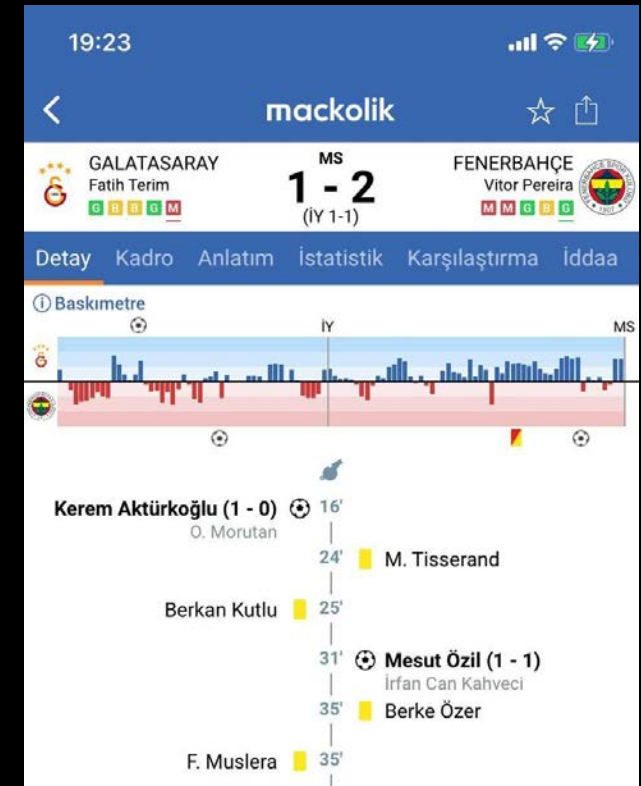 19:23
mackolik
GALATASARAY
Fatih Terim
G B B G M
MS
1 - 2
(İY 1-1)
FENERBAHÇE
Vitor Pereira
M M G B G
Detay Kadro Anlatım İstatistik Karşılaştırma İddaa
Baskımetre
İY
MS
Kerem Aktürkoğlu (1 - 0) 16'
O. Morutan
24' M. Tisserand
Berkan Kutlu 25'
31' Mesut Özil (1 - 1)
İrfan Can Kahveci
35' Berke Özer
F. Muslera 35'